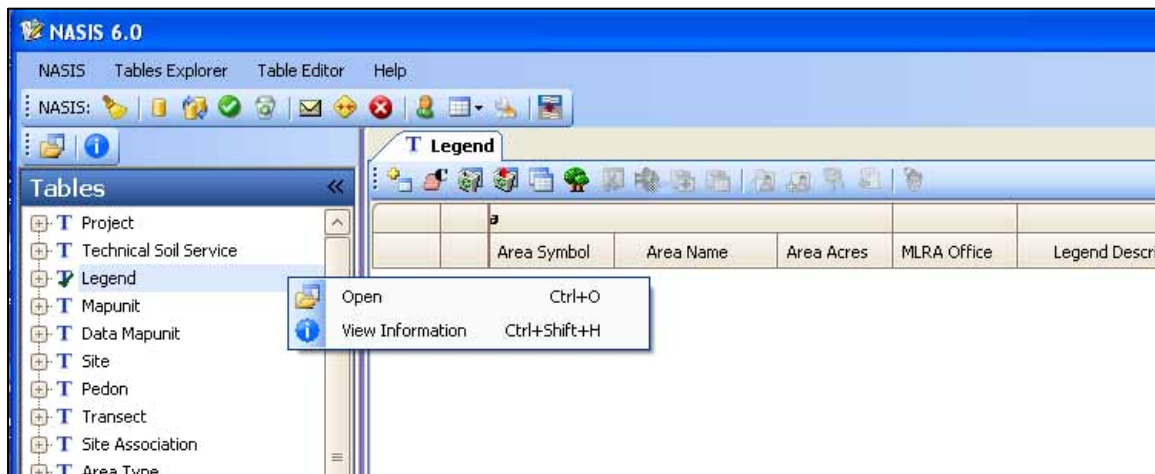 NASIS 6.0
NASIS Tables Explorer Table Editor Help
NASIS:
T Legend
Tables
a
Area Symbol Area Name Area Acres MLRA Office Legend Descri
T Project
T Technical Soil Service
Legend
T Mapunit
T Data Mapunit
T Site
T Pedon
T Transect
T Site Association
T Area Type
Open Ctrl+O
View Information Ctrl+Shift+H